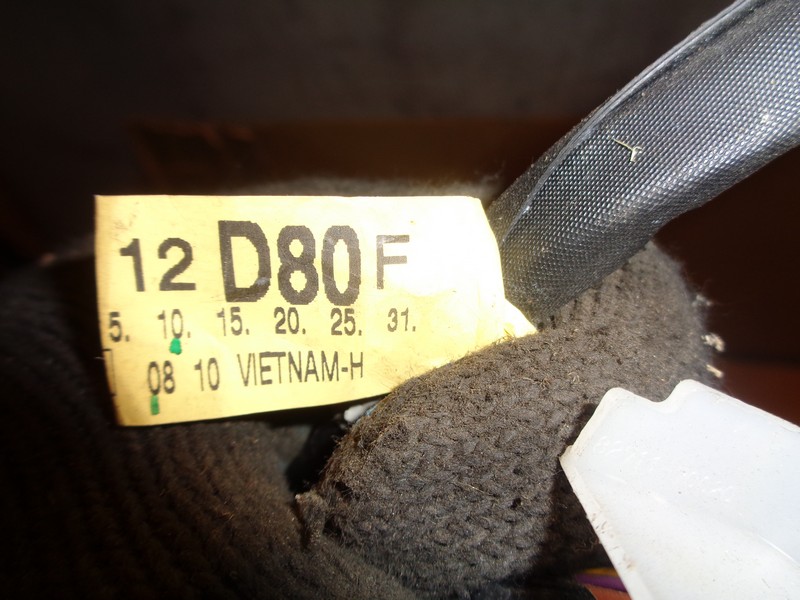 12 D80 F
5. 10. 15. 20. 25. 31.
08 10 VIETNAM-H